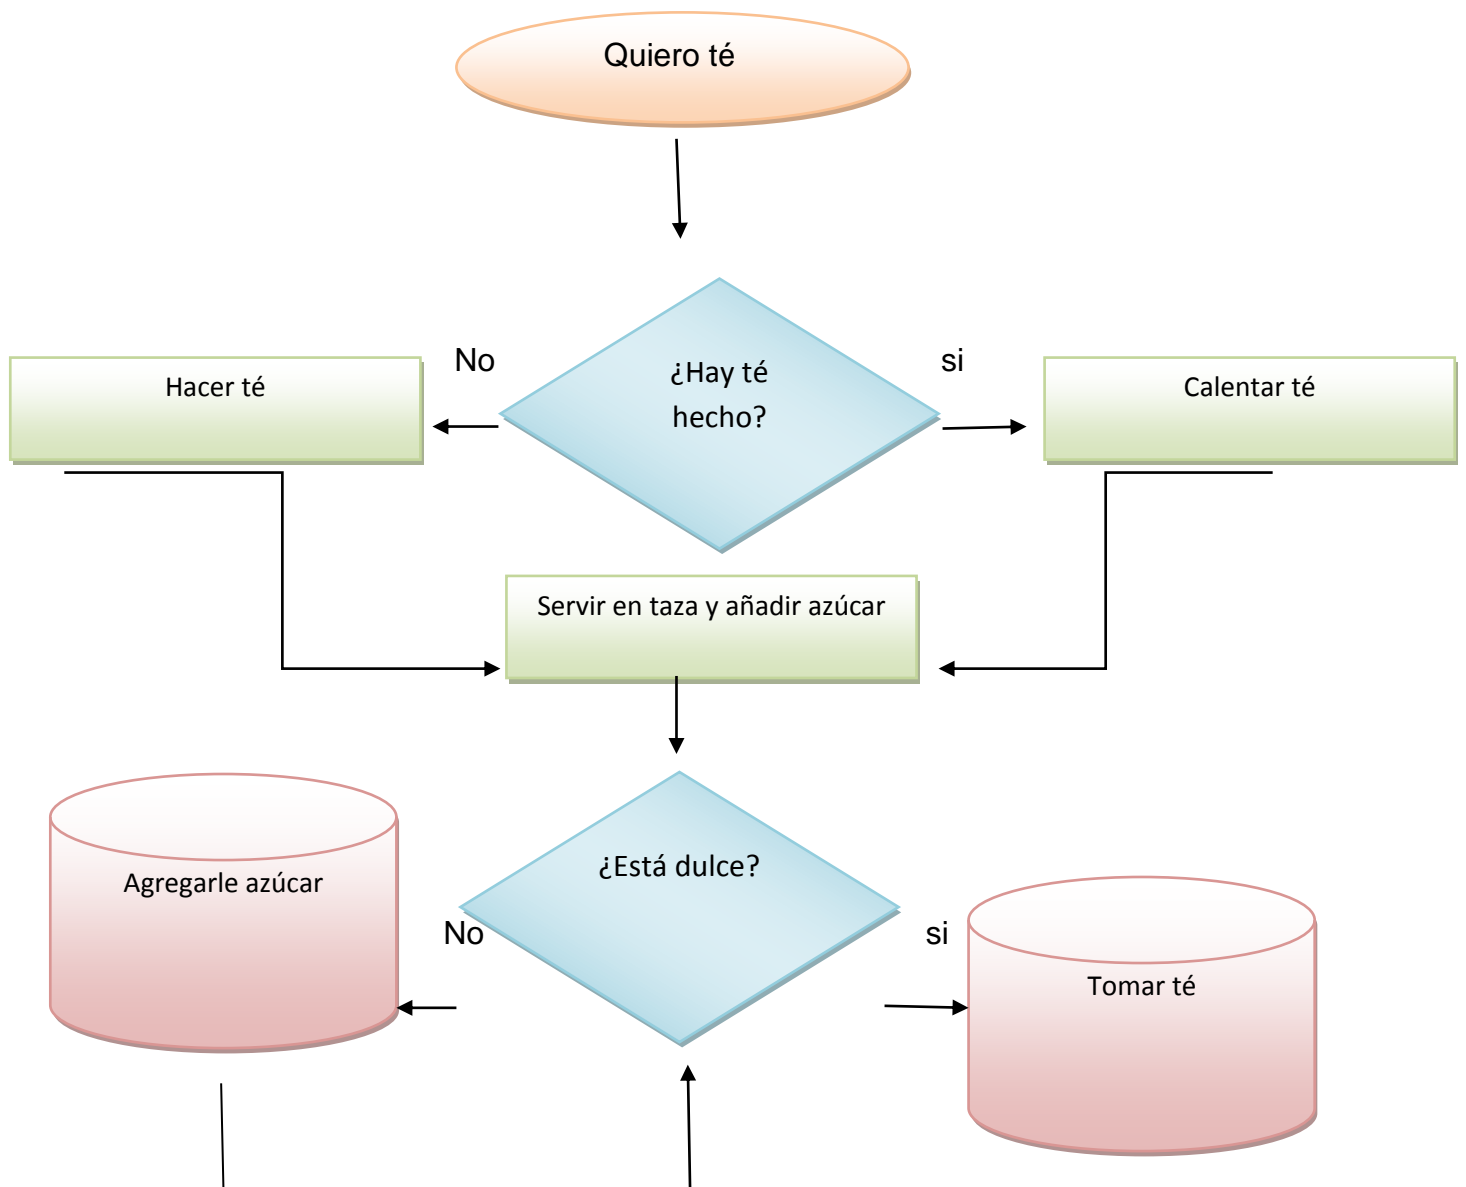 Quiero té
No
¿Hay té
hecho?
si
Hacer té
Calentar té
Servir en taza y añadir azúcar
¿Está dulce?
Agregarle azúcar
No
si
Tomar té